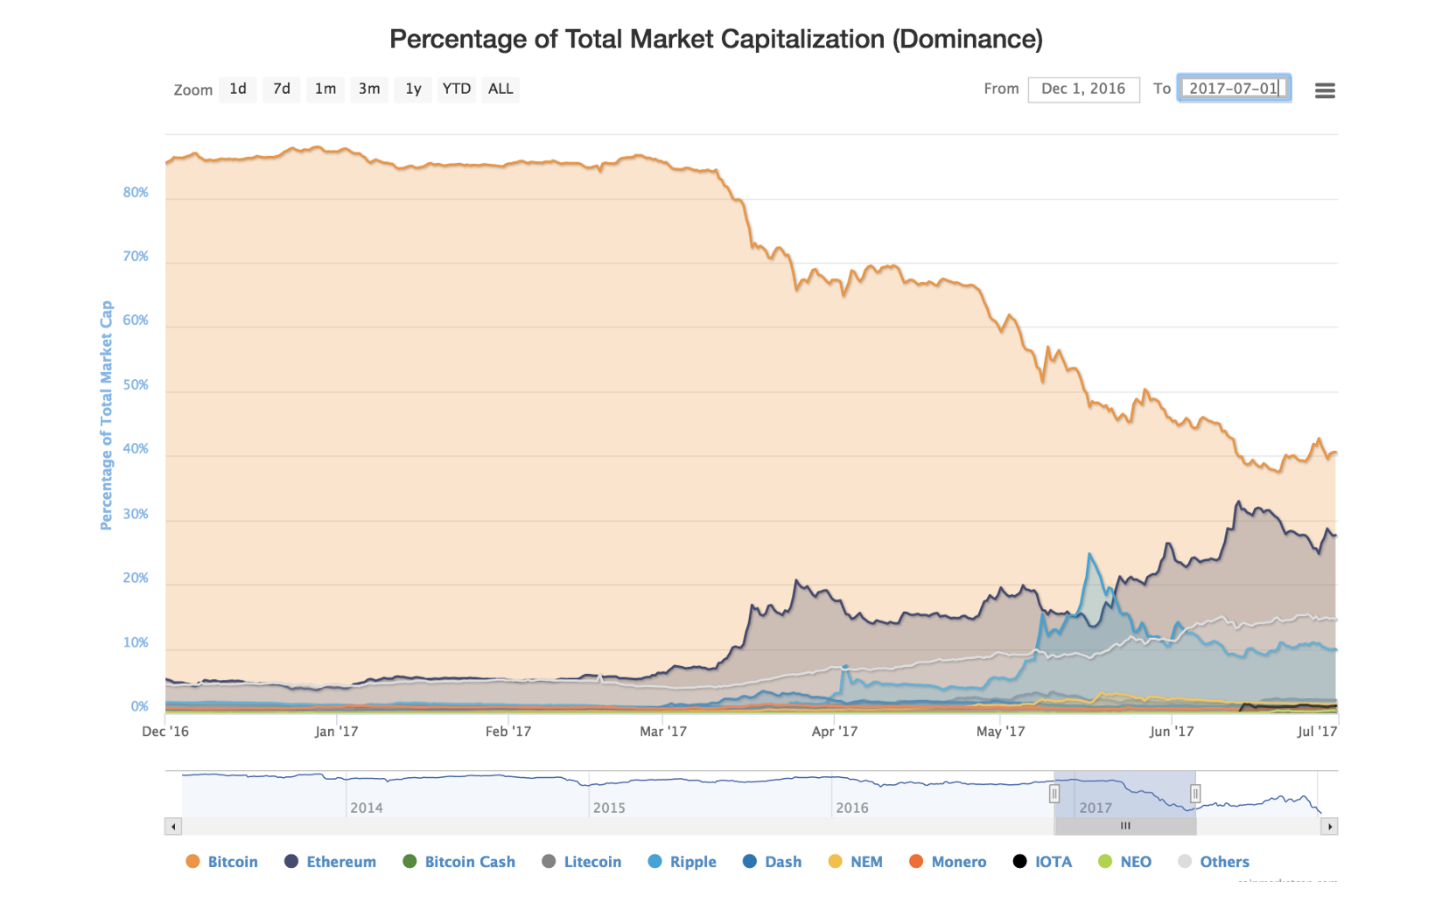 Percentage of Total Market Capitalization (Dominance)
Zoom 1d 7d 1m 3m 1y YTD ALL From Dec 1, 2016 To 2017-07-01
Percentage of Total Market Cap
80%
70%
60%
50%
40%
30%
20%
10%
0%
Dec '16 Jan '17 Feb '17 Mar '17 Apr '17 May '17 Jun '17 Jul '17
2014 2015 2016 2017
Bitcoin Ethereum Bitcoin Cash Litecoin Ripple Dash NEM Monero IOTA NEO Others